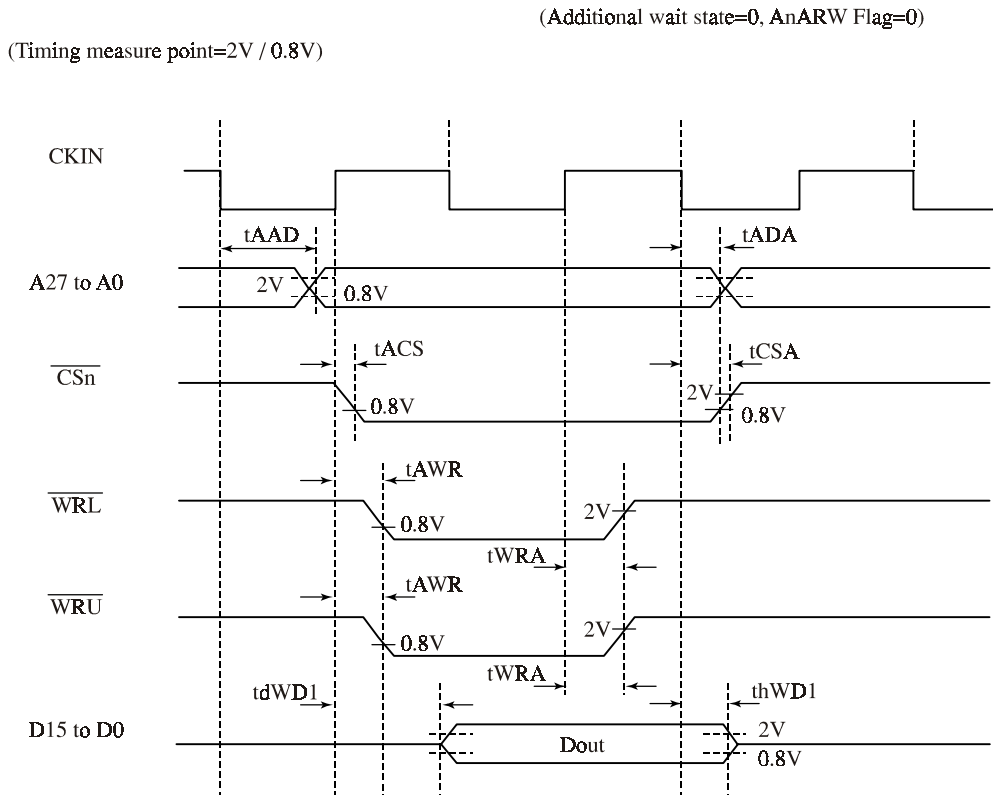 (Additional wait state=0, AnARW Flag=0)
(Timing measure point=2V / 0.8V)
CKIN
tAAD
tADA
A27 to A0
2V
0.8V
tACS
tCSA
CSn
0.8V
2V
0.8V
tAWR
WRL
0.8V
2V
tWRA
tAWR
WRU
0.8V
2V
tWRA
tdWD1
thWD1
D15 to D0
Dout
2V
0.8V